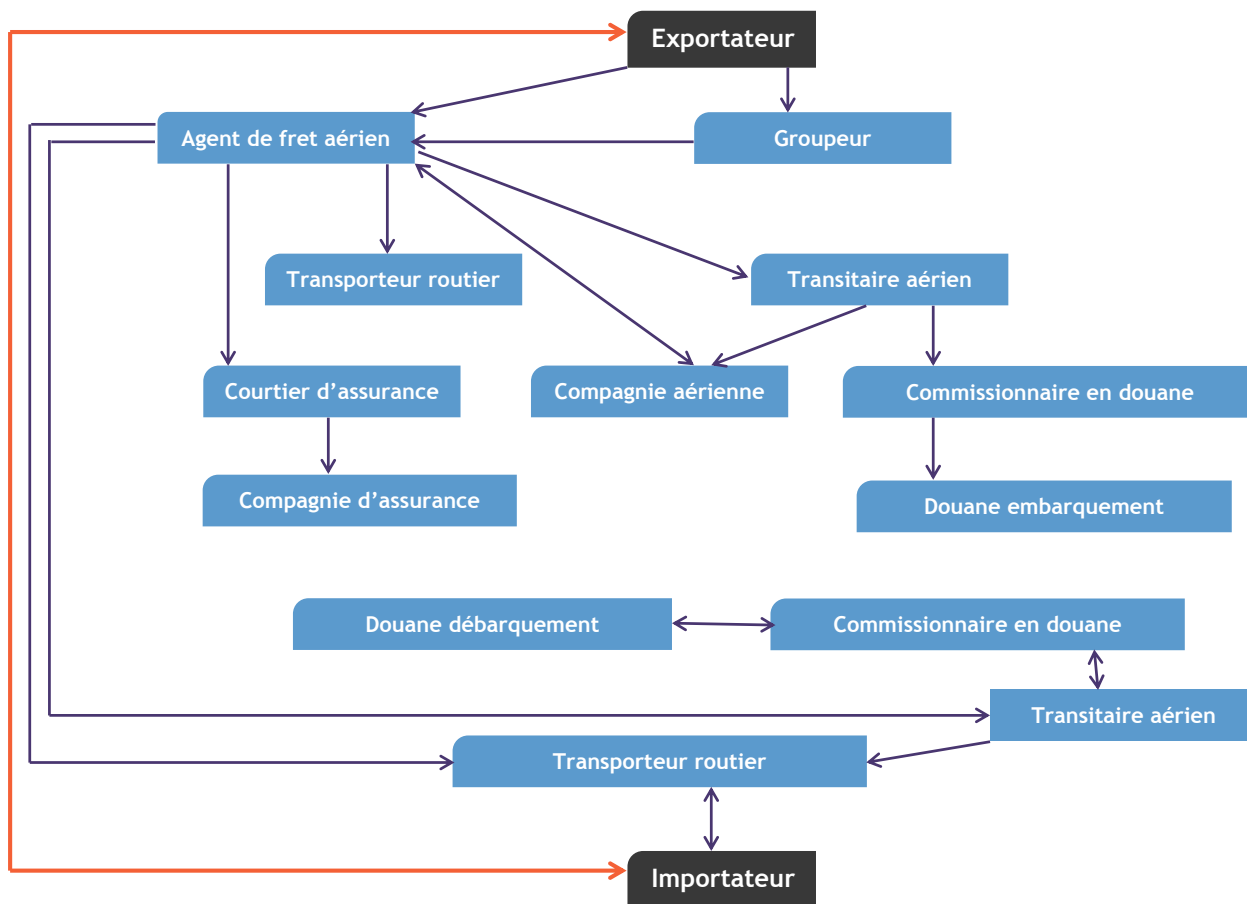 Exportateur
Agent de fret aérien
Groupeur
Transporteur routier
Transitaire aérien
Courtier d’assurance
Compagnie aérienne
Commissionnaire en douane
Compagnie d’assurance
Douane embarquement
Douane débarquement
Commissionnaire en douane
Transitaire aérien
Transporteur routier
Importateur